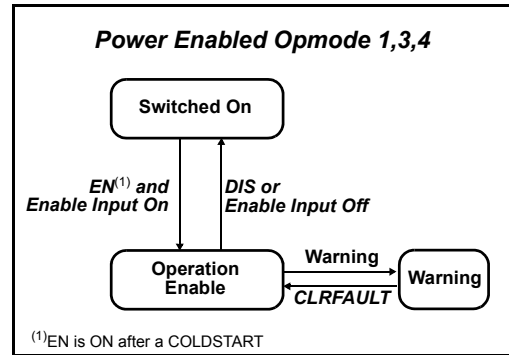 Power Enabled Opmode 1,3,4
Switched On
EN(1) and
Enable Input On
DIS or
Enable Input Off
Operation
Enable
Warning
CLRFAULT
Warning
(1)EN is ON after a COLDSTART